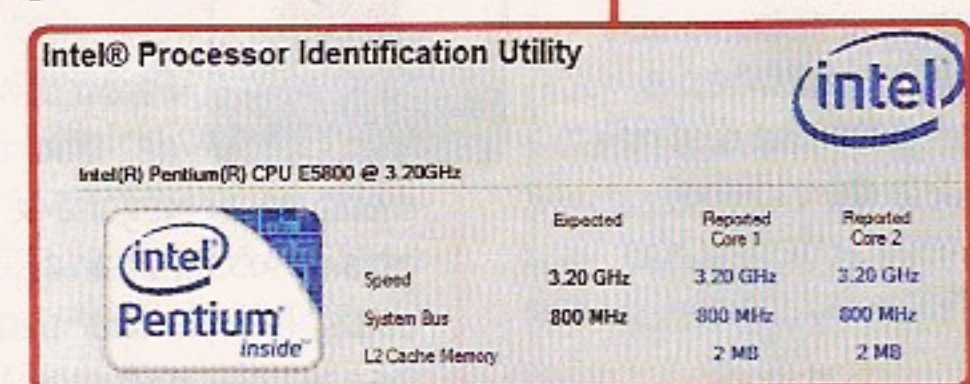 Intel® Processor Identification Utility
intel
Intel(R) Pentium(R) CPU E5800 @ 3.20GHz
Expected Reported Core 1 Reported Core 2
intel
Pentium®
inside™
Speed 3.20 GHz 3.20 GHz 3.20 GHz
System Bus 800 MHz 800 MHz 800 MHz
L2 Cache Memory 2 MB 2 MB